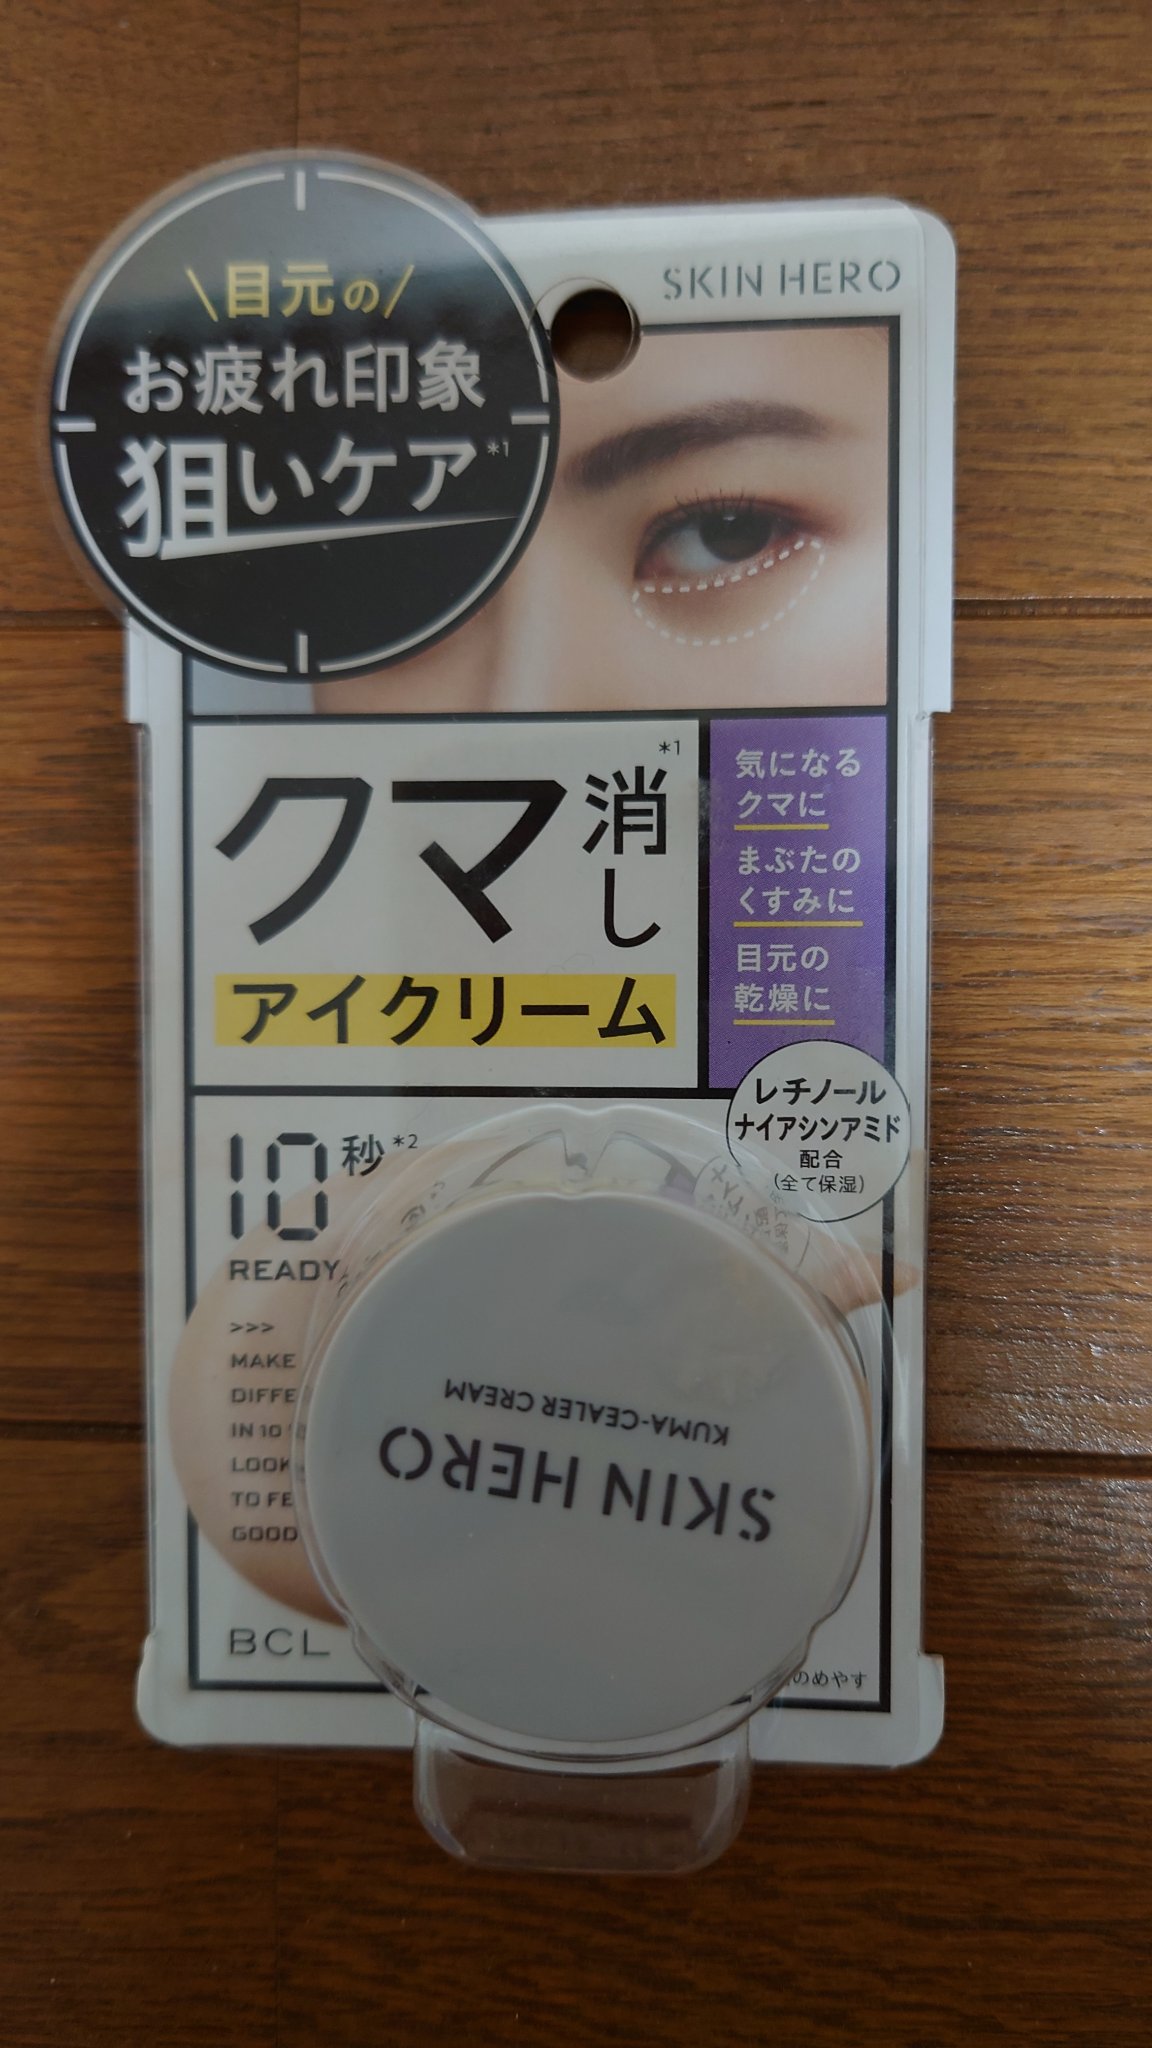 SKIN HERO
\目元の/
お疲れ印象
狙いケア*1
クマ消し*1
アイクリーム
気になる
クマに
まぶたの
くすみに
目元の
乾燥に
レチノール
ナイアシンアミド
配合
(全て保湿)
10秒*2
READY
>>>
MAKE
DIFFE
IN 10
LOOK
TO FE
GOOD
SKIN HERO
KUMA-CEALER CREAM
BCL
のめやす